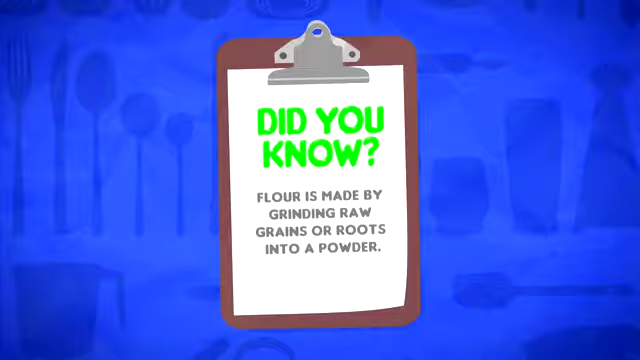 DID YOU
KNOW?
FLOUR IS MADE BY
GRINDING RAW
GRAINS OR ROOTS
INTO A POWDER.